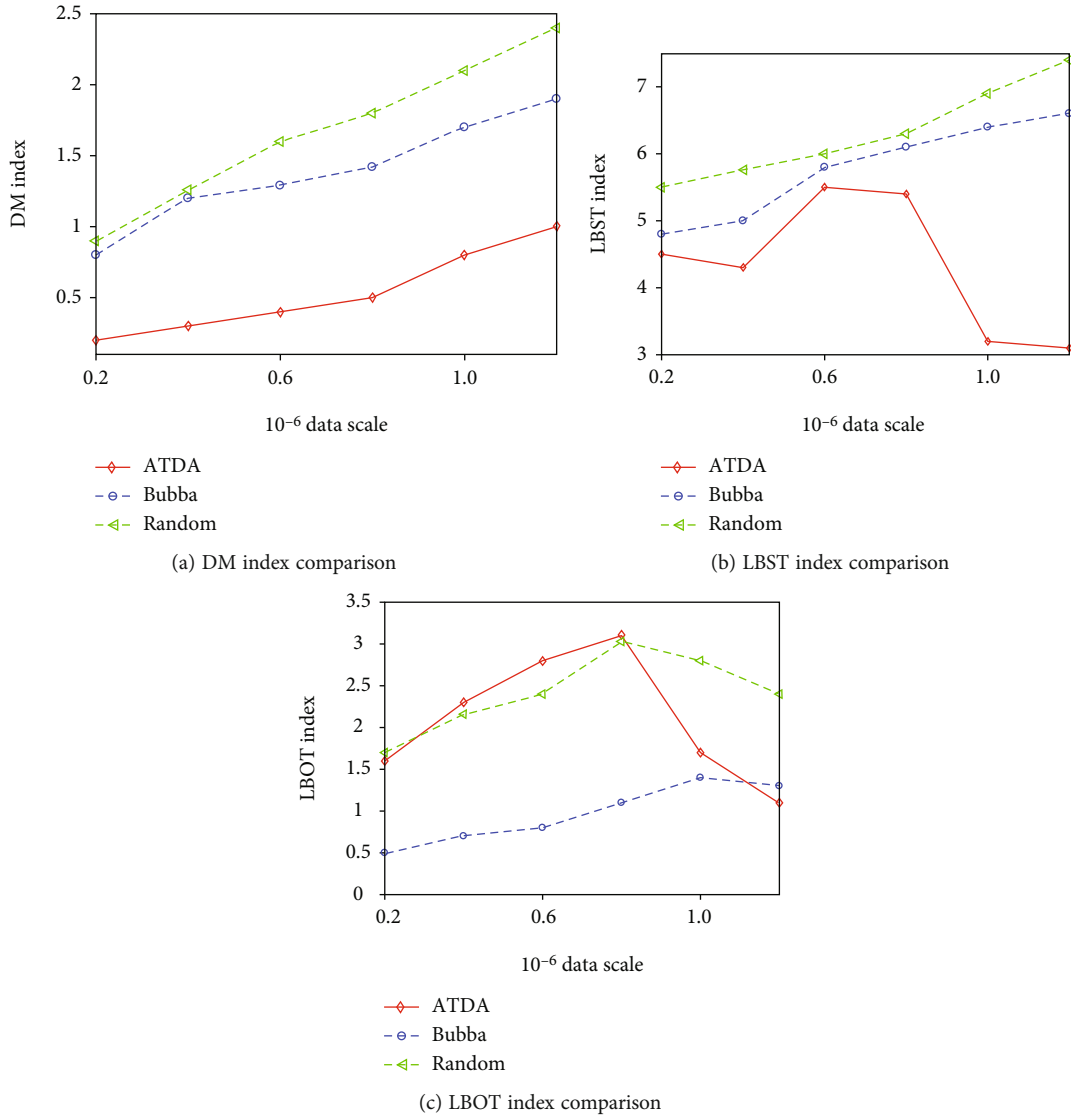 2.5
2
1.5
1
0.5
DM index
0.2 0.6 1.0
10⁻⁶ data scale
ATDA
Bubba
Random
(a) DM index comparison
7
6
5
4
3
LBST index
0.2 0.6 1.0
10⁻⁶ data scale
ATDA
Bubba
Random
(b) LBST index comparison
3.5
3
2.5
2
1.5
1
0.5
0
LBOT index
0.2 0.6 1.0
10⁻⁶ data scale
ATDA
Bubba
Random
(c) LBOT index comparison